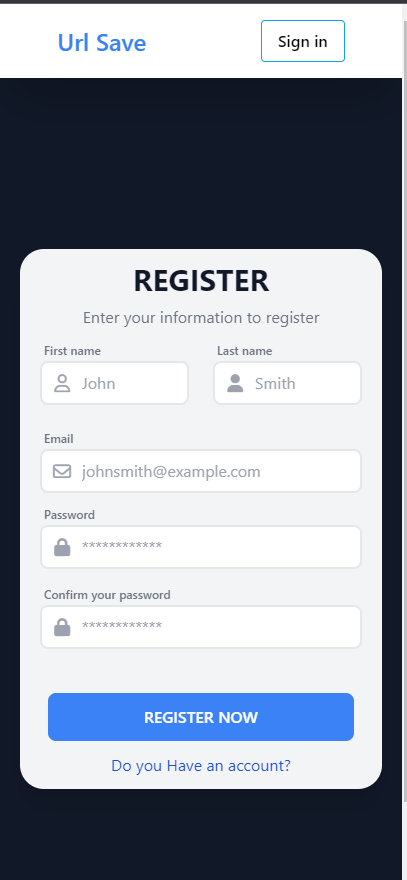 Url Save
Sign in
REGISTER
Enter your information to register
First name
Last name
John
Smith
Email
johnsmith@example.com
Password
************
Confirm your password
************
REGISTER NOW
Do you Have an account?